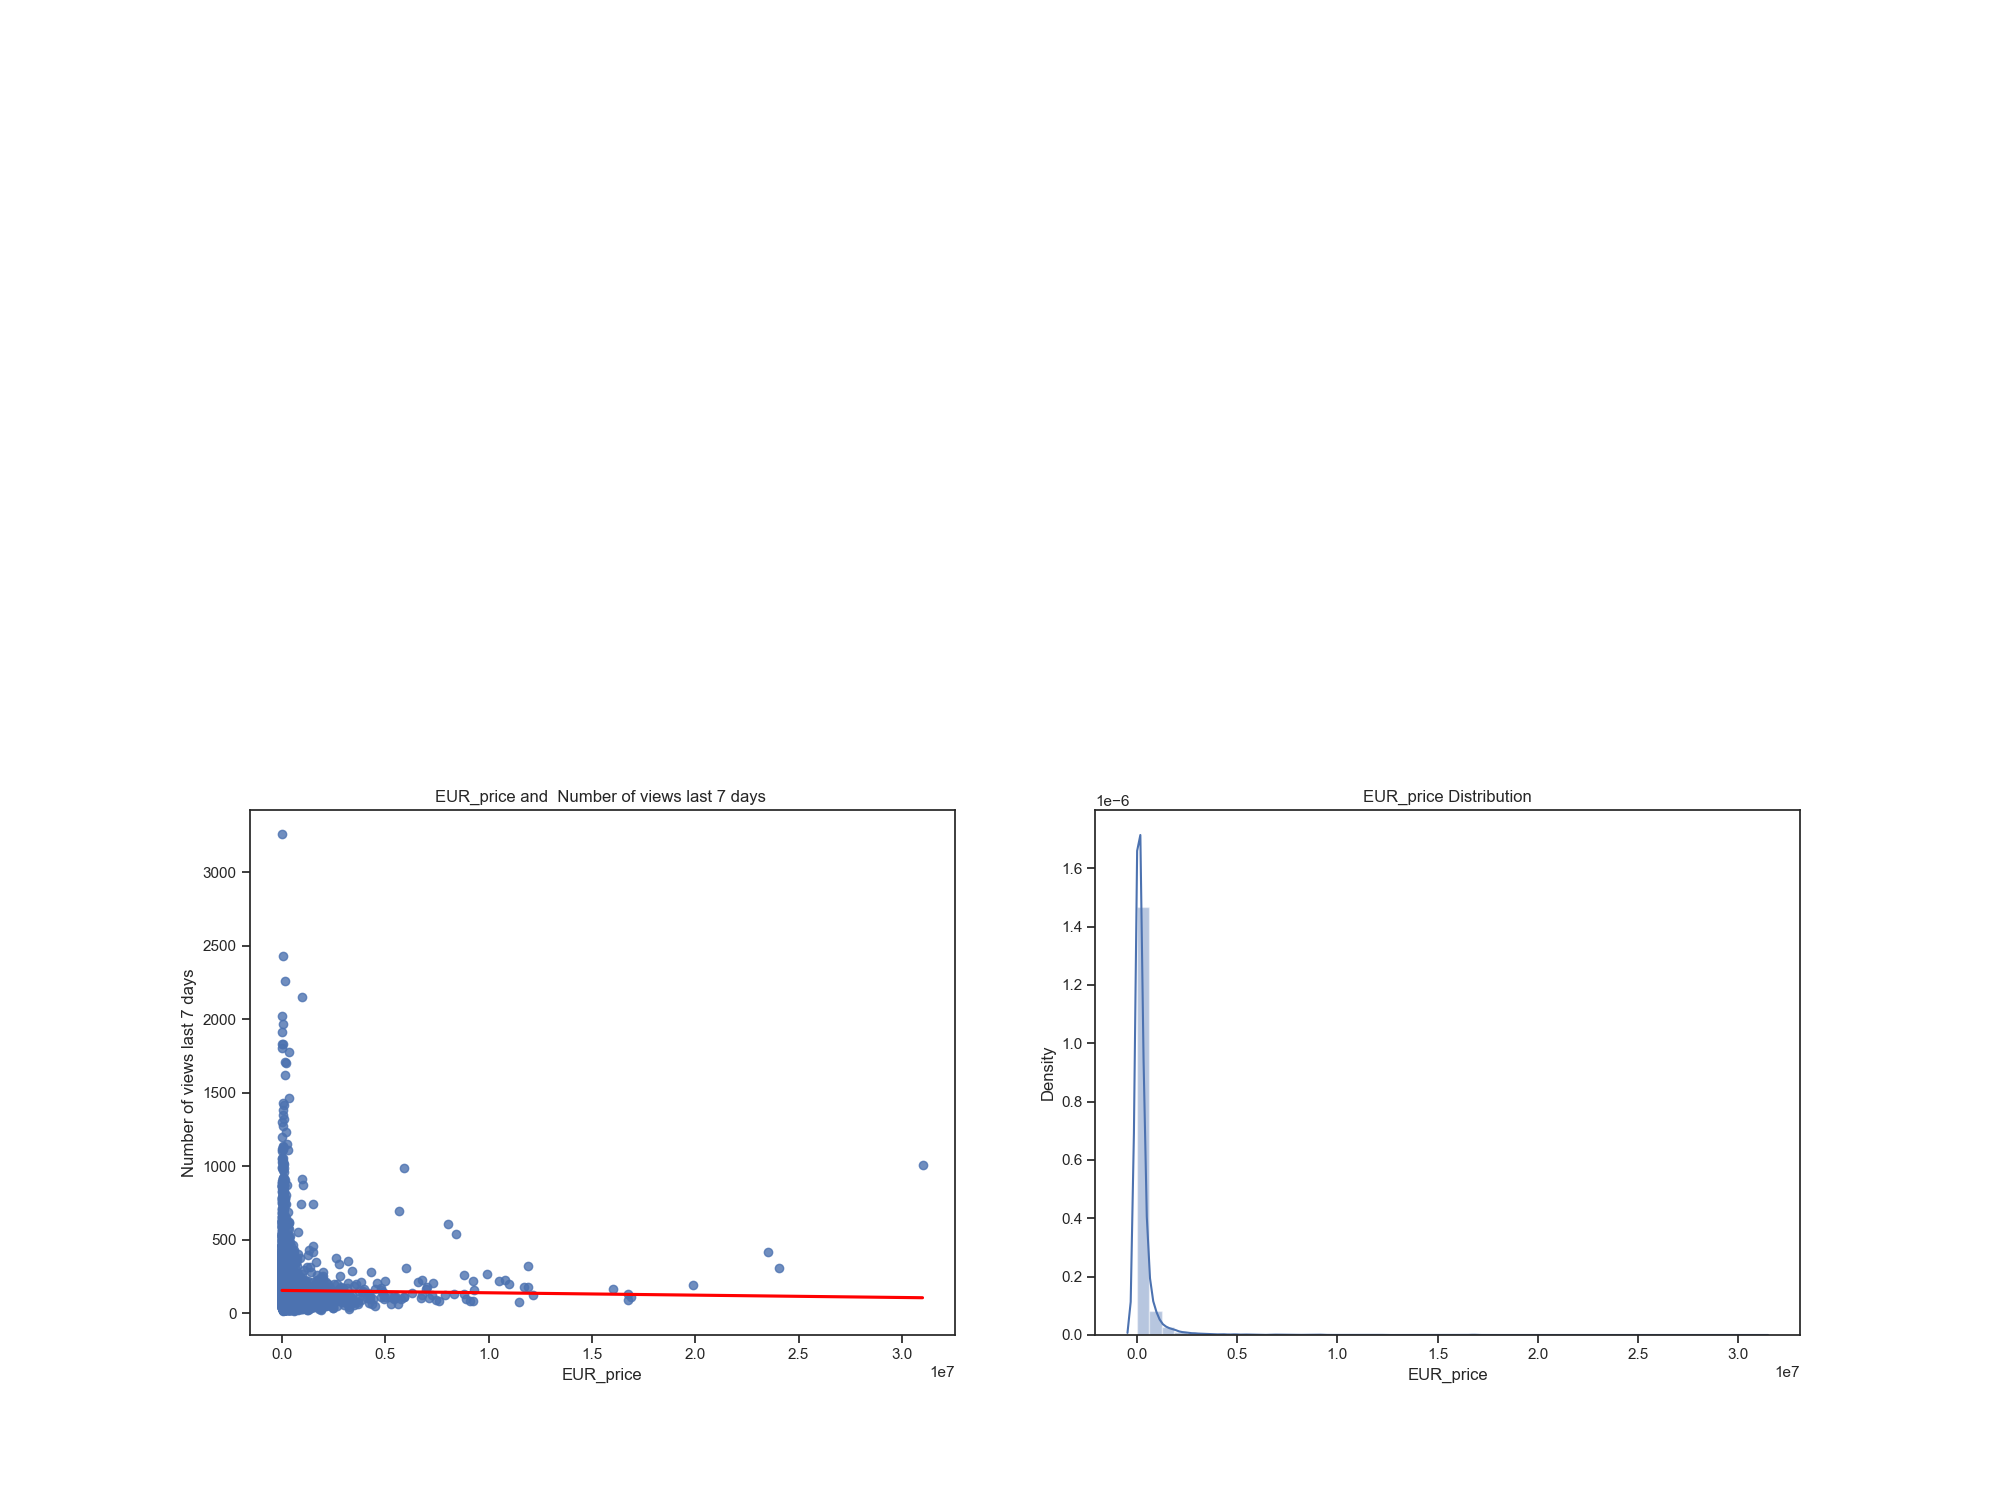 EUR_price and  Number of views last 7 days
Number of views last 7 days
3000
2500
2000
1500
1000
500
0
0.0 0.5 1.0 1.5 2.0 2.5 3.0
1e7
EUR_price
EUR_price Distribution
1e−6
Density
1.6
1.4
1.2
1.0
0.8
0.6
0.4
0.2
0.0
0.0 0.5 1.0 1.5 2.0 2.5 3.0
1e7
EUR_price